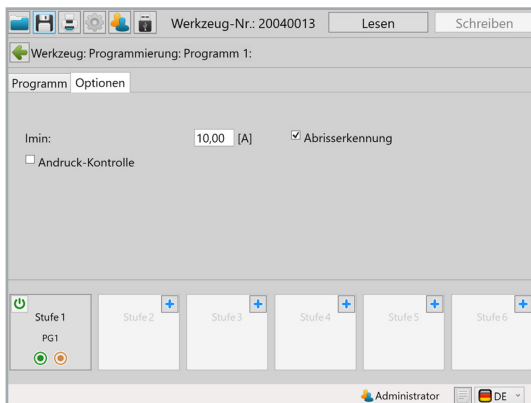 Werkzeug-Nr.: 20040013 Lesen Schreiben
Werkzeug: Programmierung: Programm 1:
Programm Optionen
Imin: 10,00 [A] Abrisserkennung
Andruck-Kontrolle
Stufe 1 Stufe 2 Stufe 3 Stufe 4 Stufe 5 Stufe 6
PG1
Administrator DE